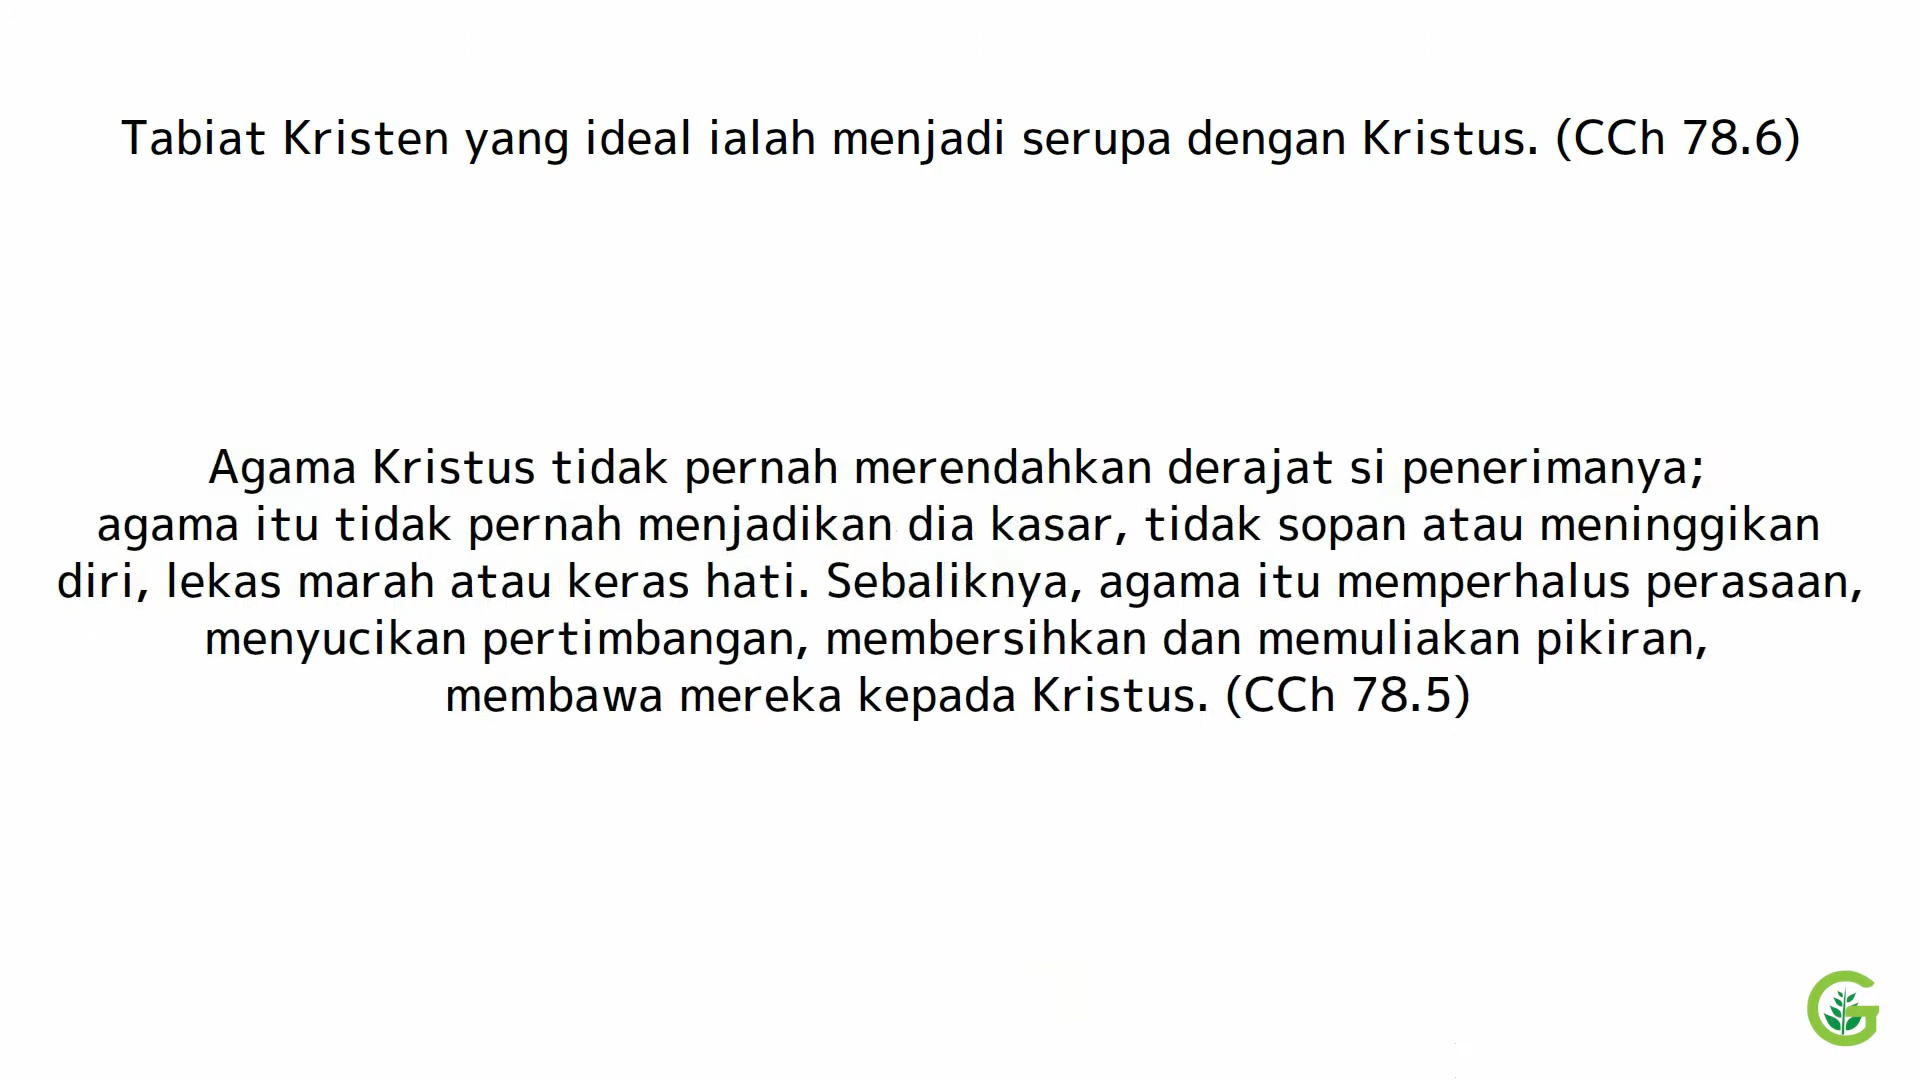 Tabiat Kristen yang ideal ialah menjadi serupa dengan Kristus. (CCh 78.6)
Agama Kristus tidak pernah merendahkan derajat si penerimanya;
agama itu tidak pernah menjadikan dia kasar, tidak sopan atau meninggikan
diri, lekas marah atau keras hati. Sebaliknya, agama itu memperhalus perasaan,
menyucikan pertimbangan, membersihkan dan memuliakan pikiran,
membawa mereka kepada Kristus. (CCh 78.5)